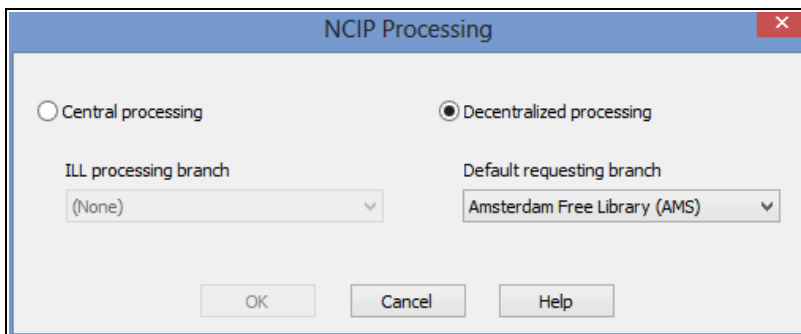 NCIP Processing
Central processing
Decentralized processing
ILL processing branch
Default requesting branch
(None)
Amsterdam Free Library (AMS)
OK
Cancel
Help